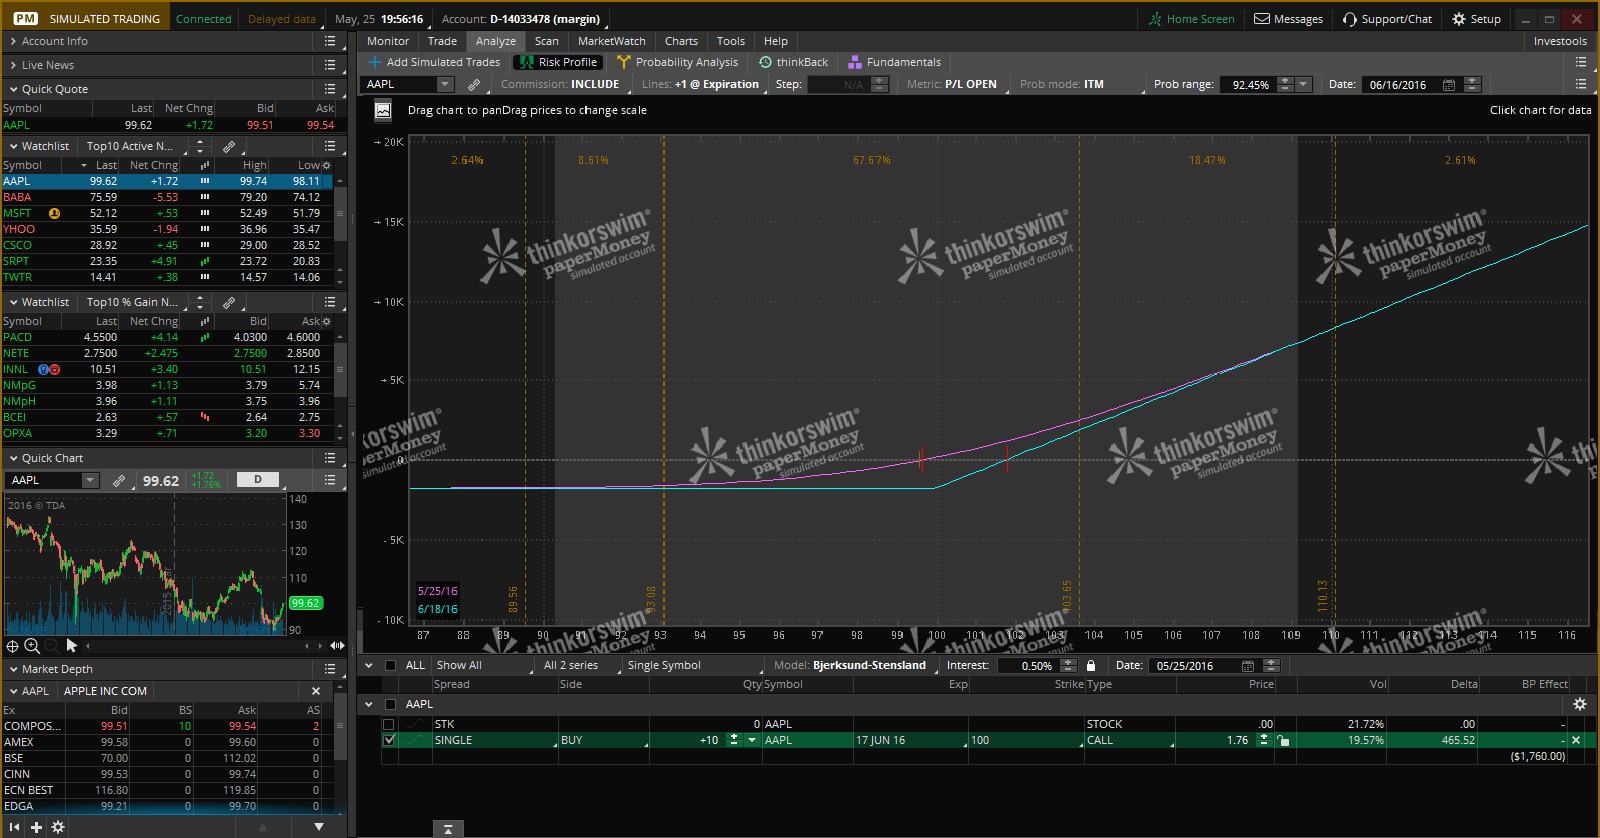 PM SIMULATED TRADING Connected Delayed data May, 25 19:56:16 Account: D-14033478 (margin) Home Screen Messages Support/Chat Setup
Account Info
Live News
Quick Quote
Symbol Last Net Chng Bid Ask
AAPL 99.62 +1.72 99.51 99.54
Watchlist Top10 Active N...
Symbol Last Net Chng High Low
AAPL 99.62 +1.72 99.74 98.11
BABA 75.59 -5.53 79.20 74.12
MSFT 52.12 +.53 52.49 51.79
YHOO 35.59 -1.94 36.96 35.47
CSCO 28.92 +.45 29.00 28.52
SRPT 23.35 +4.91 23.72 20.83
TWTR 14.41 +.38 14.57 14.06
Watchlist Top10 % Gain N...
Symbol Last Net Chng Bid Ask
PACD 4.5500 +4.14 4.0300 4.6000
NETE 2.7500 +2.475 2.7500 2.8500
INNL 10.51 +3.40 10.51 12.15
NMpG 3.98 +1.13 3.79 5.74
NMpH 3.96 +1.11 3.75 3.96
BCEI 2.63 +.57 2.64 2.75
OPXA 3.29 +.71 3.20 3.30
Quick Chart
AAPL 99.62 +1.72 +1.76% D
2016 © TDA
140
130
120
110
99.62
90
Market Depth
AAPL APPLE INC COM
Ex Bid BS Ask AS
COMPOS... 99.51 10 99.54 2
AMEX 99.58 0 99.60 0
BSE 70.00 0 112.02 0
CINN 99.53 0 99.74 0
ECN BEST 116.80 0 119.85 0
EDGA 99.21 0 99.70 0
Monitor Trade Analyze Scan MarketWatch Charts Tools Help Investools
Add Simulated Trades Risk Profile Probability Analysis thinkBack Fundamentals
AAPL Commission: INCLUDE Lines: +1 @ Expiration Step: N/A Metric: P/L OPEN Prob mode: ITM Prob range: 92.45% Date: 06/16/2016
Drag chart to panDrag prices to change scale Click chart for data
+20K
2.64% 8.61% 67.67% 18.47% 2.61%
+15K
thinkorswim® paperMoney simulated account
thinkorswim® paperMoney simulated account
thinkorswim® paperMoney simulated account
+10K
+5K
thinkorswim® paperMoney simulated account
thinkorswim® paperMoney simulated account
thinkorswim® paperMoney simulated account
0
- 5K
5/25/16
6/18/16
89.56 93.08 103.65 110.13
- 10K
87 88 89 90 91 92 93 94 95 96 97 98 99 100 101 102 103 104 105 106 107 108 109 110 111 112 113 114 115 116
ALL Show All All 2 series Single Symbol Model: Bjerksund-Stensland Interest: 0.50% Date: 05/25/2016
Spread Side Qty Symbol Exp Strike Type Price Vol Delta BP Effect
AAPL
STK 0 AAPL STOCK .00 21.72% .00 -
SINGLE BUY +10 AAPL 17 JUN 16 100 CALL 1.76 19.57% 465.52 -
($1,760.00)